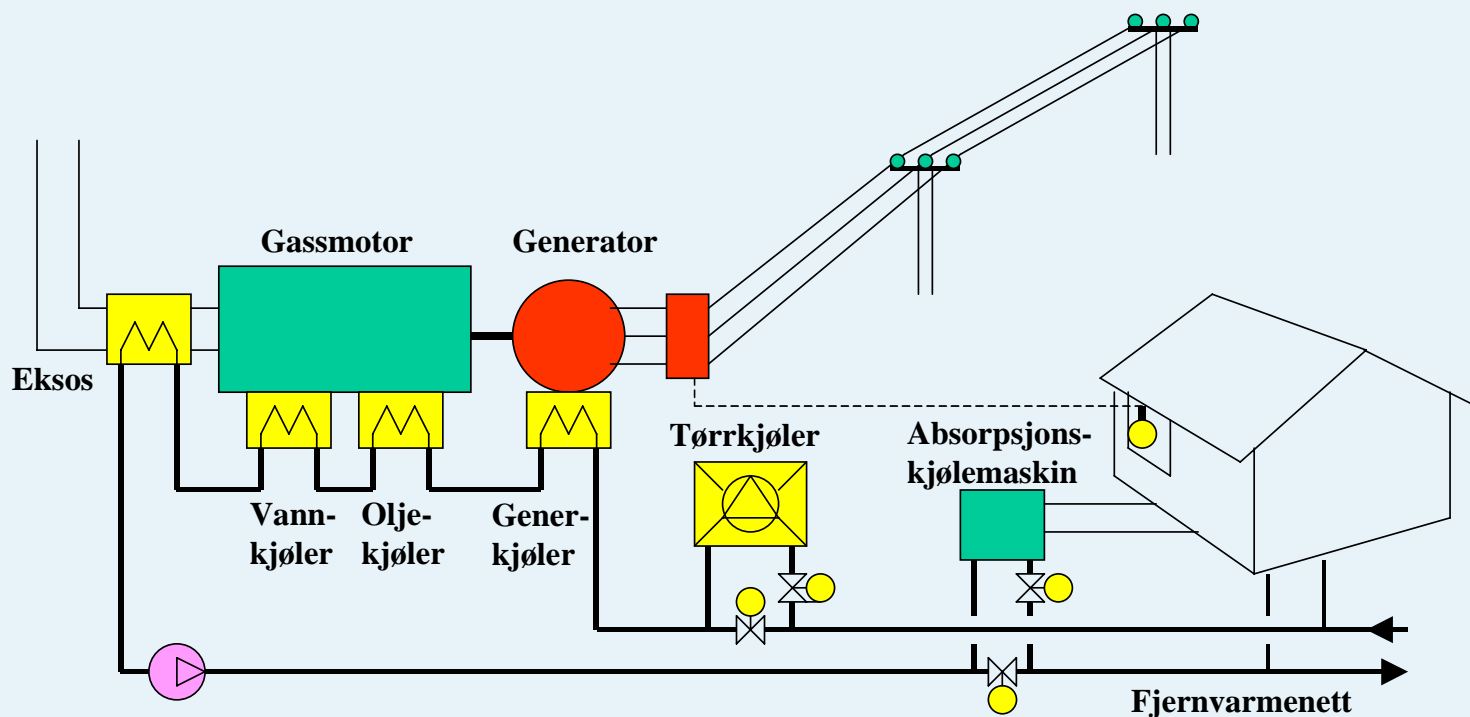 Gassmotor
Generator
Eksos
Tørrkjøler
Absorpsjons-
kjølemaskin
Vann-
kjøler
Olje-
kjøler
Gener-
kjøler
Fjernvarmenett